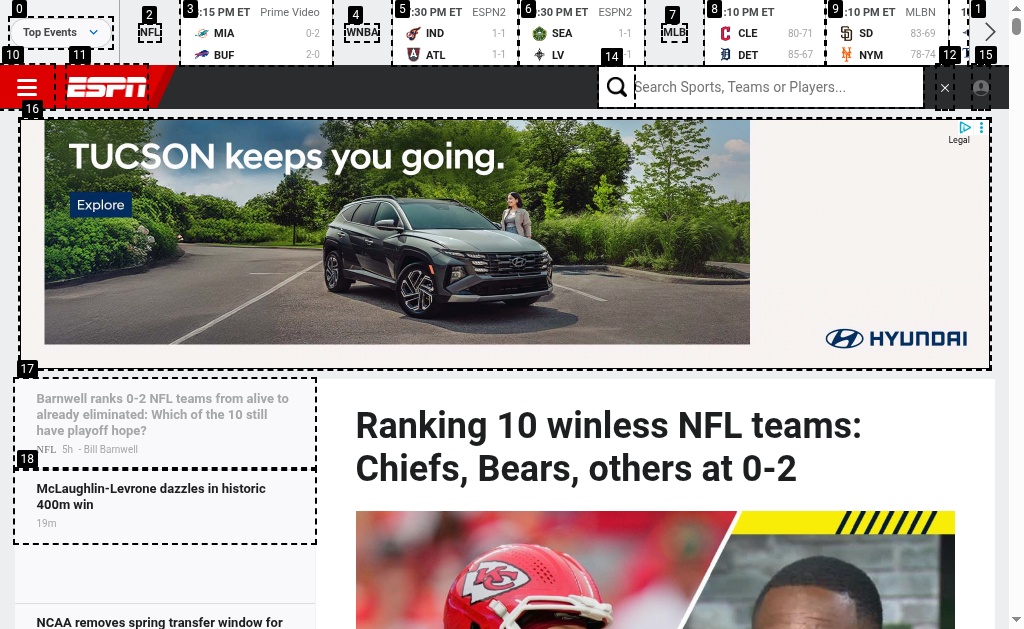 0
Top Events
2
NFL
3
:15 PM ET Prime Video
MIA 0-2
BUF 2-0
4
WNBA
5
:30 PM ET ESPN2
IND 1-1
ATL 1-1
6
:30 PM ET ESPN2
SEA 1-1
LV -1
7
MLB
8
:10 PM ET
CLE 80-71
DET 85-67
9
:10 PM ET MLBN
SD 83-69
NYM 78-74
1
10
11
ESPN
14
Search Sports, Teams or Players...
12
15
16
TUCSON keeps you going.
Explore
Legal
HYUNDAI
17
Barnwell ranks 0-2 NFL teams from alive to
already eliminated: Which of the 10 still
have playoff hope?
NFL 5h - Bill Barnwell
18
McLaughlin-Levrone dazzles in historic
400m win
19m
NCAA removes spring transfer window for
Ranking 10 winless NFL teams:
Chiefs, Bears, others at 0-2
KC